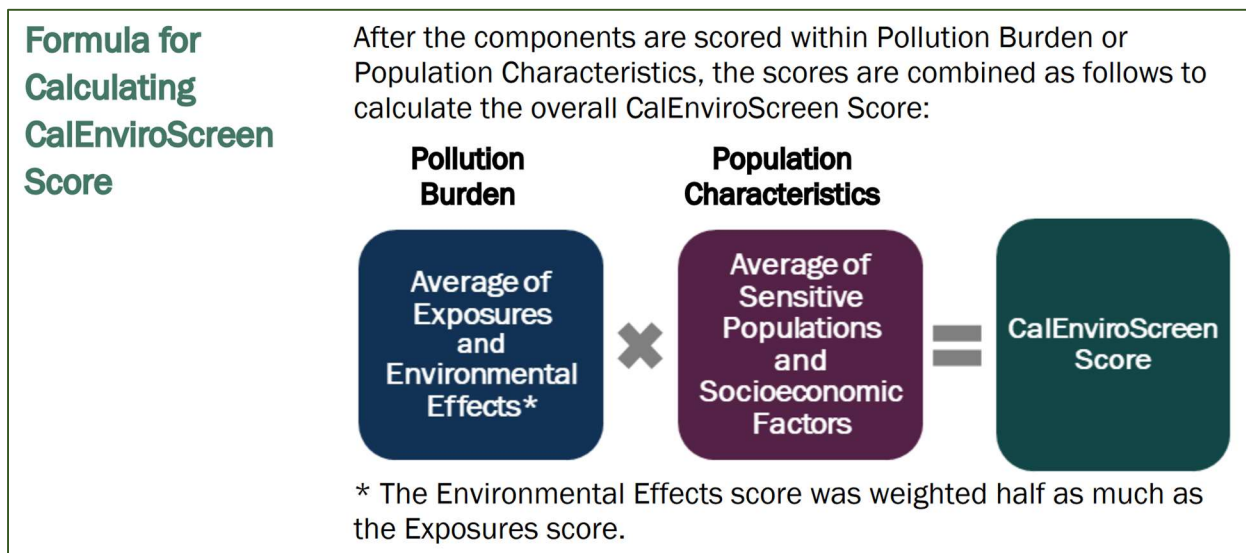 Formula for
Calculating
CalEnviroScreen
Score
After the components are scored within Pollution Burden or
Population Characteristics, the scores are combined as follows to
calculate the overall CalEnviroScreen Score:
Pollution
Burden
Population
Characteristics
Average of
Exposures
and
Environmental
Effects*
Average of
Sensitive
Populations
and
Socioeconomic
Factors
CalEnviroScreen
Score
* The Environmental Effects score was weighted half as much as
the Exposures score.